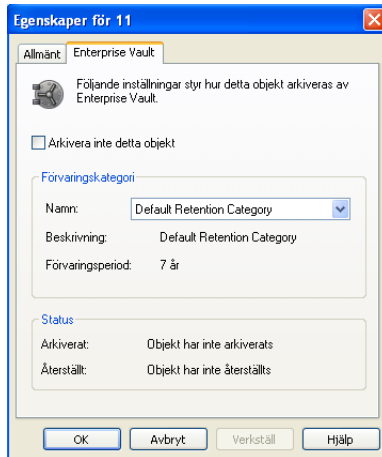 Egenskaper för 11
Allmänt
Enterprise Vault
Följande inställningar styr hur detta objekt arkiveras av
Enterprise Vault.
Arkivera inte detta objekt
Förvaringskategori
Namn: Default Retention Category
Beskrivning: Default Retention Category
Förvaringsperiod: 7 år
Status
Arkiverat: Objekt har inte arkiverats
Återställt: Objekt har inte återställts
OK Avbryt Verkställ Hjälp